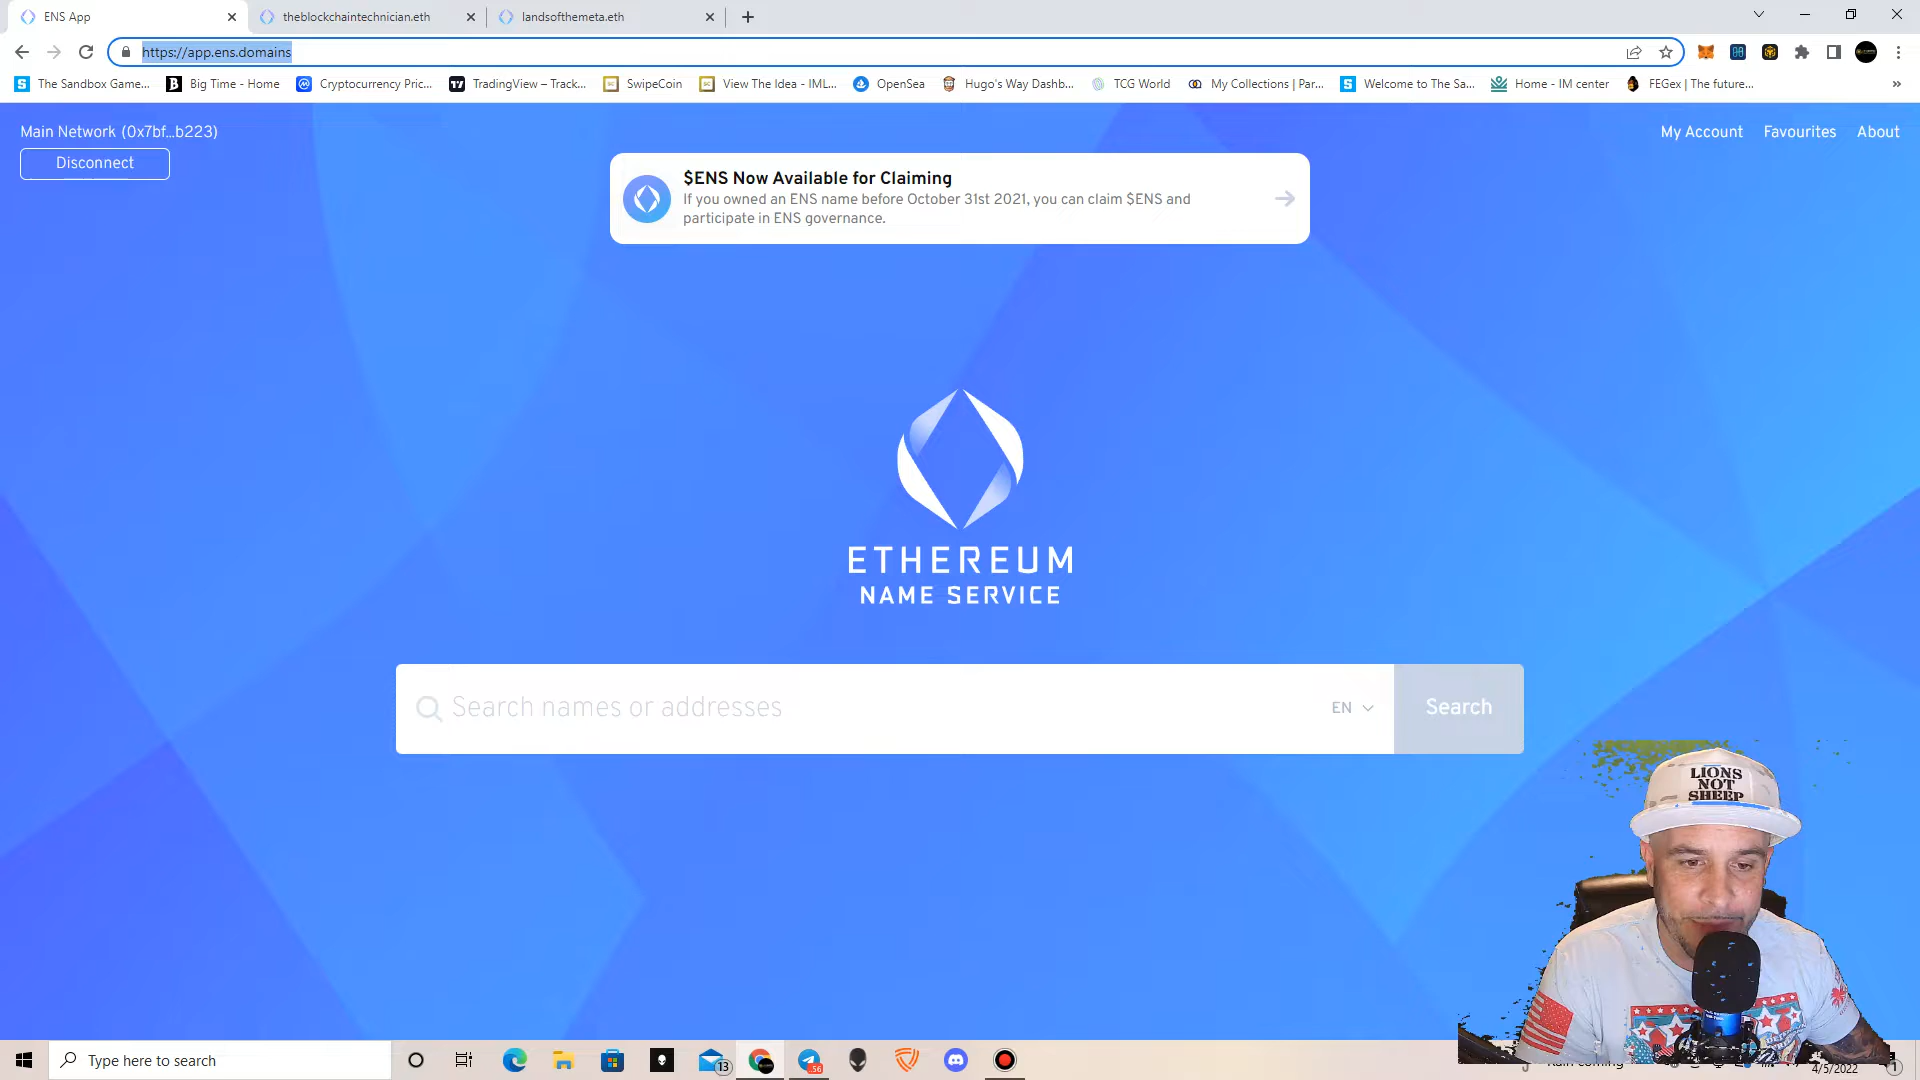 ENS App
theblockchaintechnician.eth
landsofthemeta.eth
https://app.ens.domains
The Sandbox Game...
Big Time - Home
Cryptocurrency Pric...
TradingView – Track...
SwipeCoin
View The Idea - IML...
OpenSea
Hugo's Way Dashb...
TCG World
My Collections | Par...
Welcome to The Sa...
Home - IM center
FEGex | The future...
Main Network (0x7bf...b223)
Disconnect
My Account
Favourites
About
$ENS Now Available for Claiming
If you owned an ENS name before October 31st 2021, you can claim $ENS and
participate in ENS governance.
ETHEREUM
NAME SERVICE
Search names or addresses
EN
Search
LIONS
NOT
SHEEP
Type here to search
13
56
Rain coming
4/5/2022
1